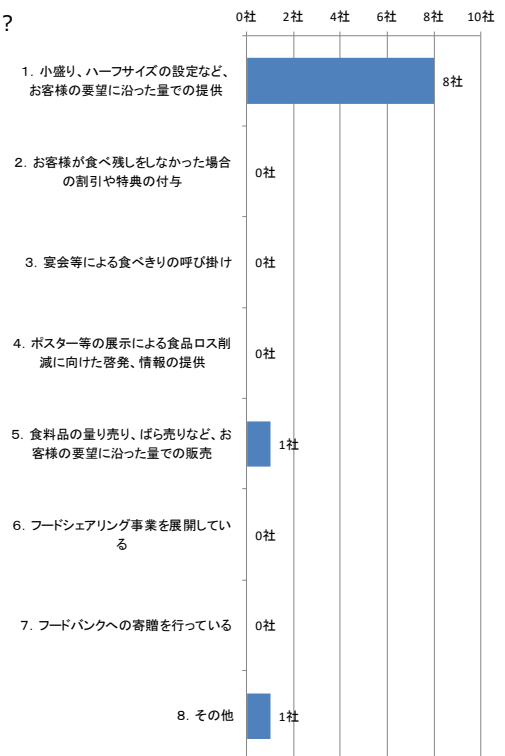 ?
0社 2社 4社 6社 8社 10社
1．小盛り、ハーフサイズの設定など、
お客様の要望に沿った量での提供
8社
2．お客様が食べ残しをしなかった場合
の割引や特典の付与
0社
3．宴会等による食べきりの呼び掛け
0社
4．ポスター等の展示による食品ロス削
減に向けた啓発、情報の提供
0社
5．食料品の量り売り、ばら売りなど、お
客様の要望に沿った量での販売
1社
6．フードシェアリング事業を展開してい
る
0社
7．フードバンクへの寄贈を行っている
0社
8．その他
1社